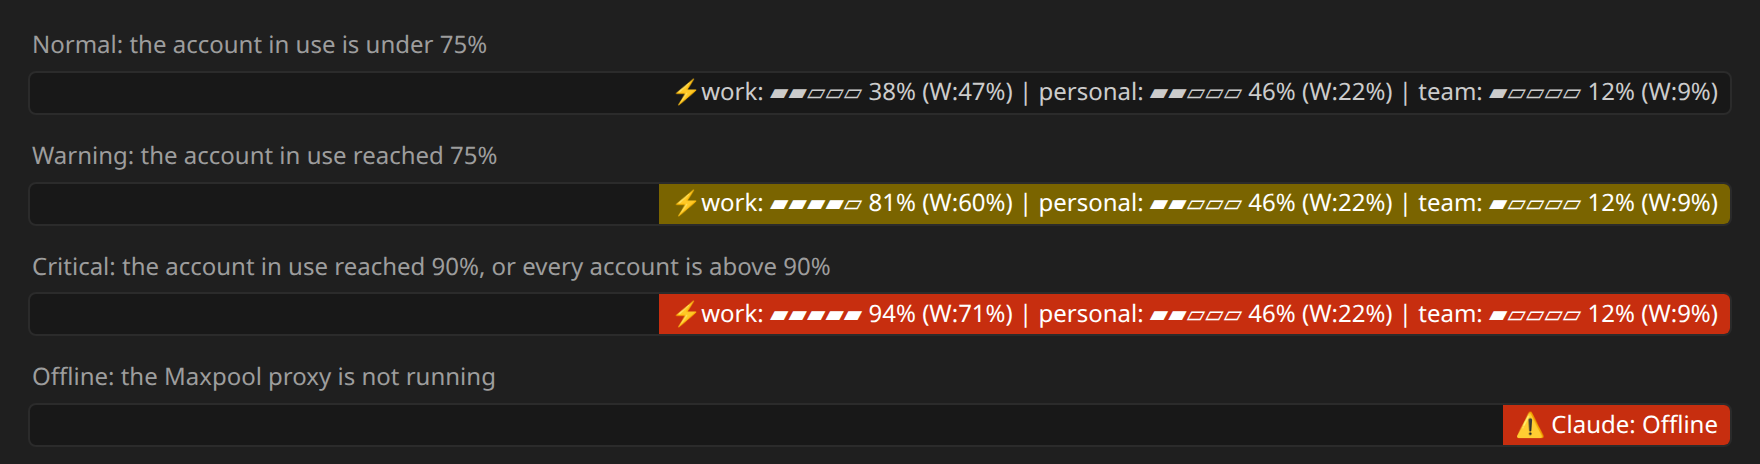 Normal: the account in use is under 75%
⚡work: ▰▰▱▱▱ 38% (W:47%) | personal: ▰▰▱▱▱ 46% (W:22%) | team: ▰▱▱▱▱ 12% (W:9%)
Warning: the account in use reached 75%
⚡work: ▰▰▰▰▱ 81% (W:60%) | personal: ▰▰▱▱▱ 46% (W:22%) | team: ▰▱▱▱▱ 12% (W:9%)
Critical: the account in use reached 90%, or every account is above 90%
⚡work: ▰▰▰▰▰ 94% (W:71%) | personal: ▰▰▱▱▱ 46% (W:22%) | team: ▰▱▱▱▱ 12% (W:9%)
Offline: the Maxpool proxy is not running
⚠️ Claude: Offline